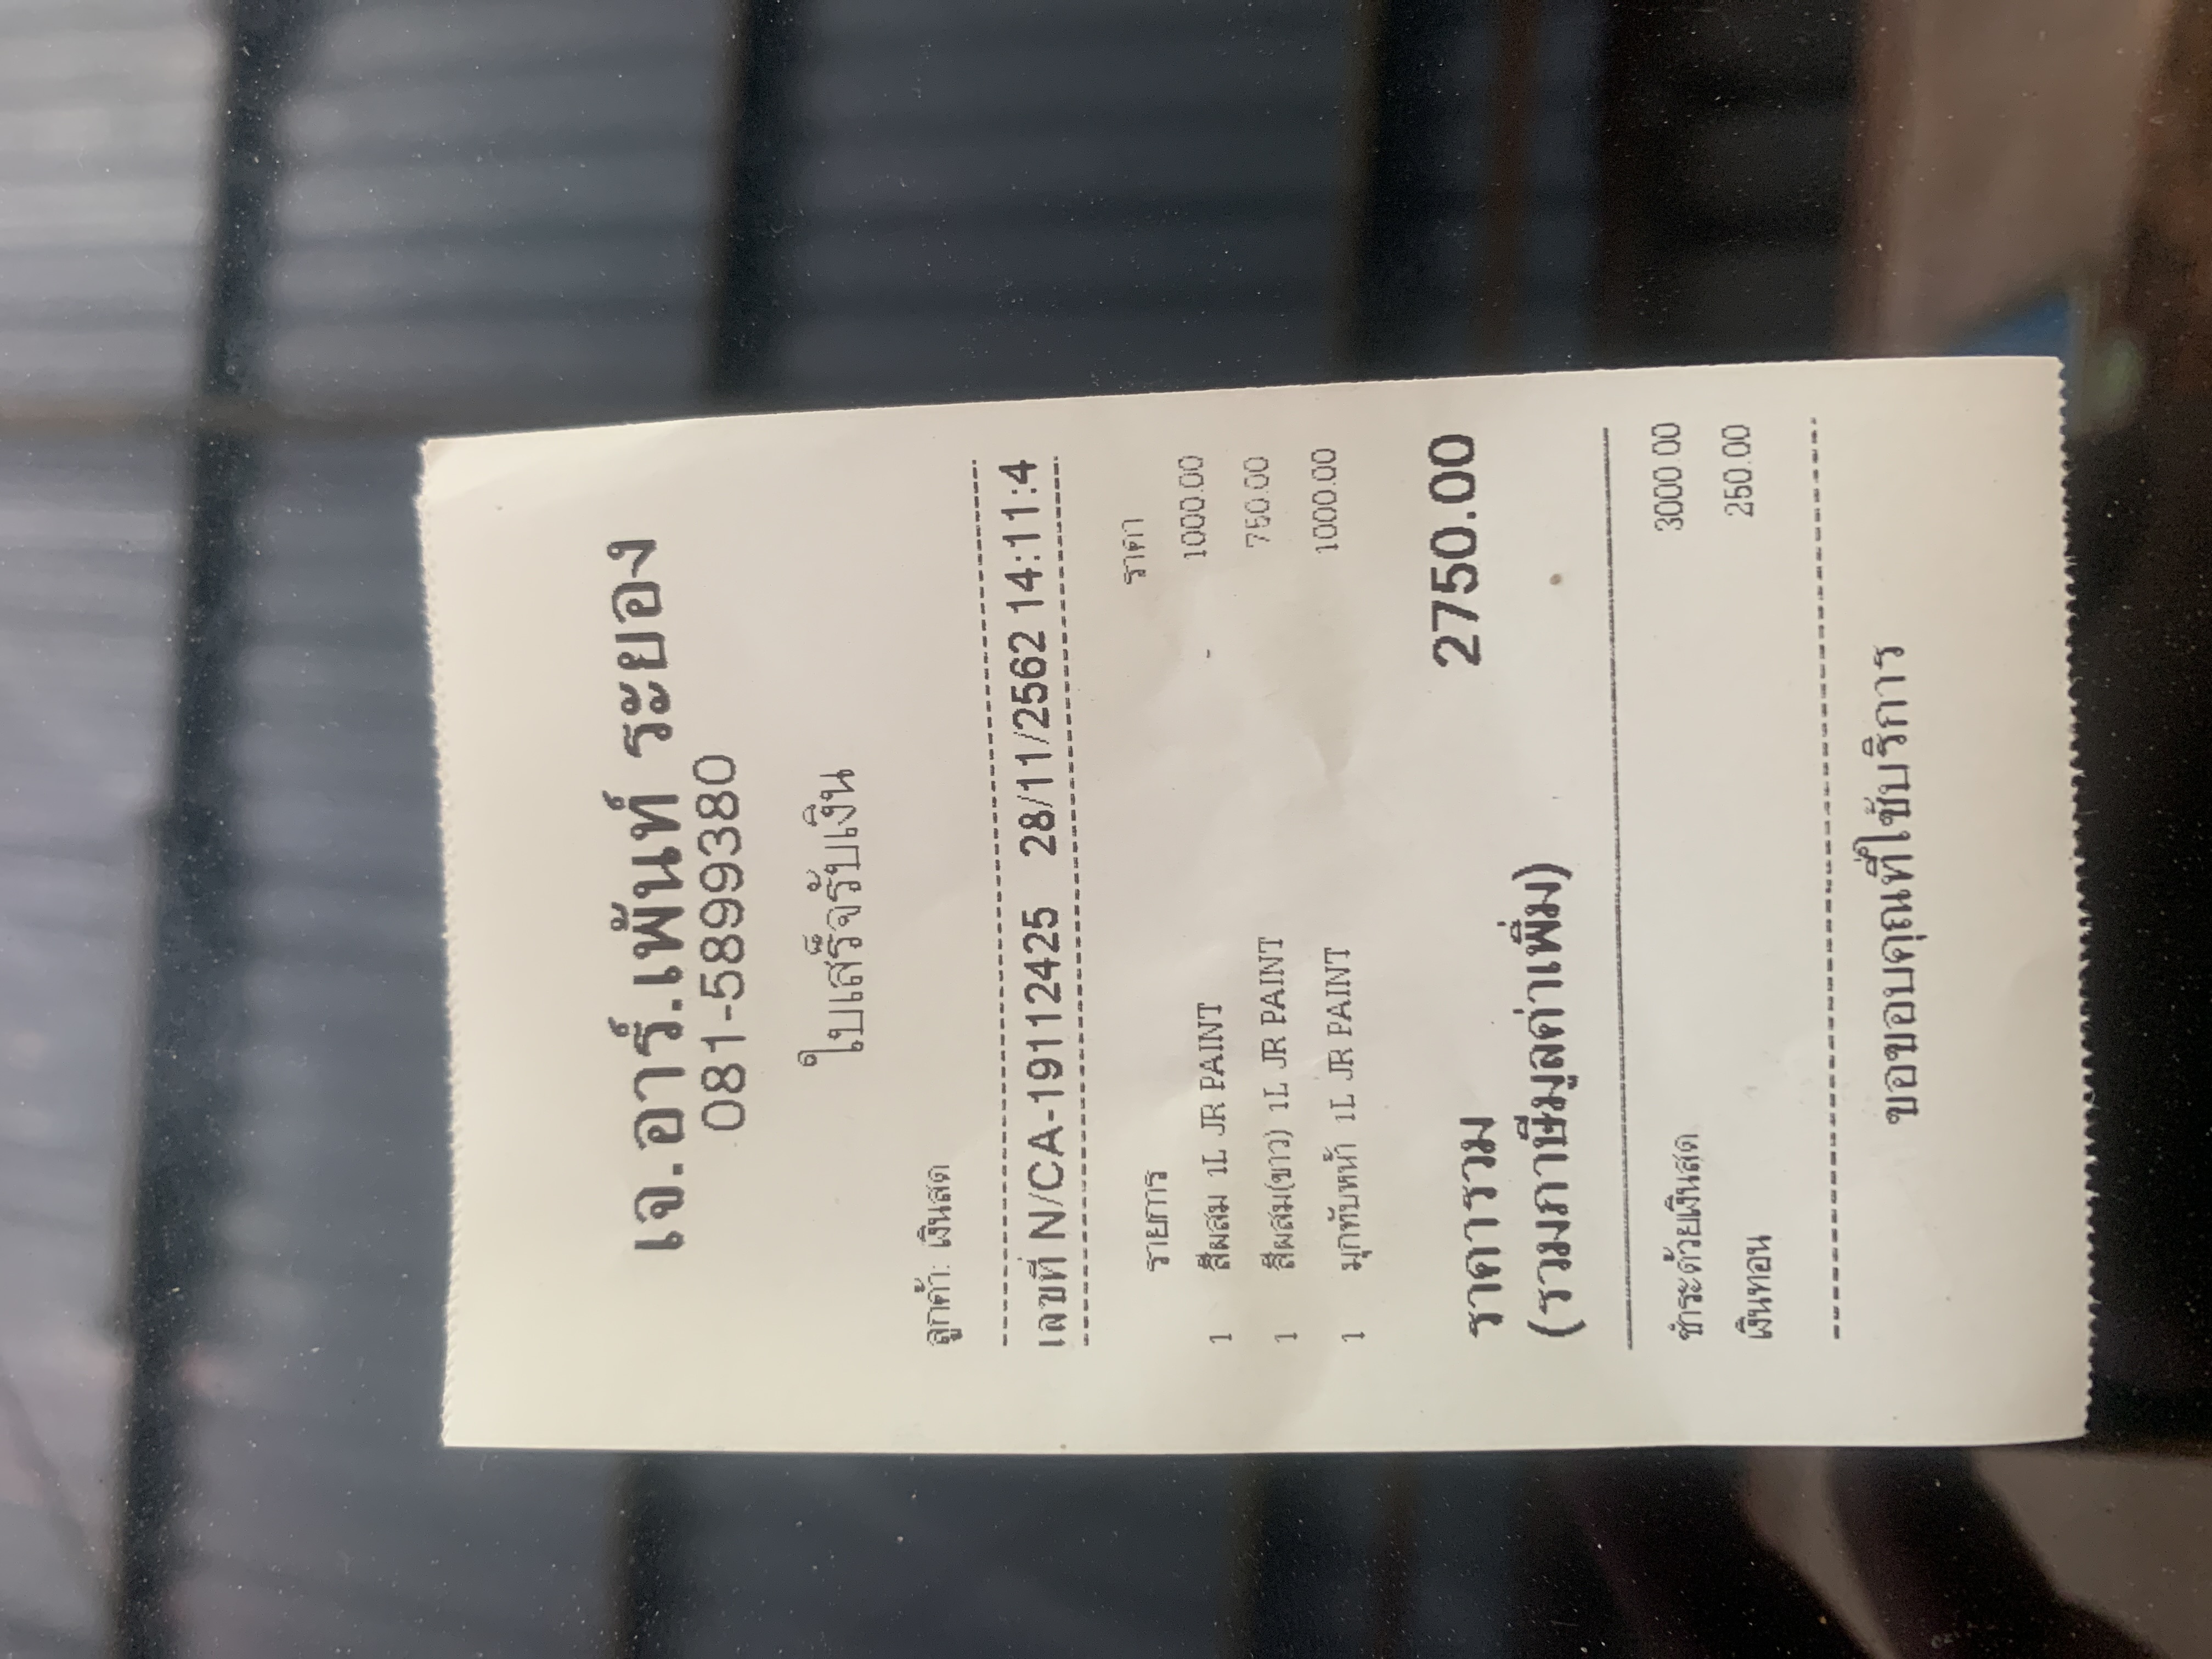 เจ.อาร์.เพ้นท์ ระยอง
081-5899380
ใบเสร็จรับเงิน
ลูกค้า: เงินสด
เลขที่ N/CA-19112425 28/11/2562 14:11:4
รายการ ราคา
1 สีผสม 1L JR PAINT 1000.00
1 สีผสม(ขาว) 1L JR PAINT 750.00
1 มุกทับหน้า 1L JR PAINT 1000.00
ราคารวม 2750.00
(รวมภาษีมูลค่าเพิ่ม)
ชำระด้วยเงินสด 3000.00
เงินทอน 250.00
ขอขอบคุณที่ใช้บริการ